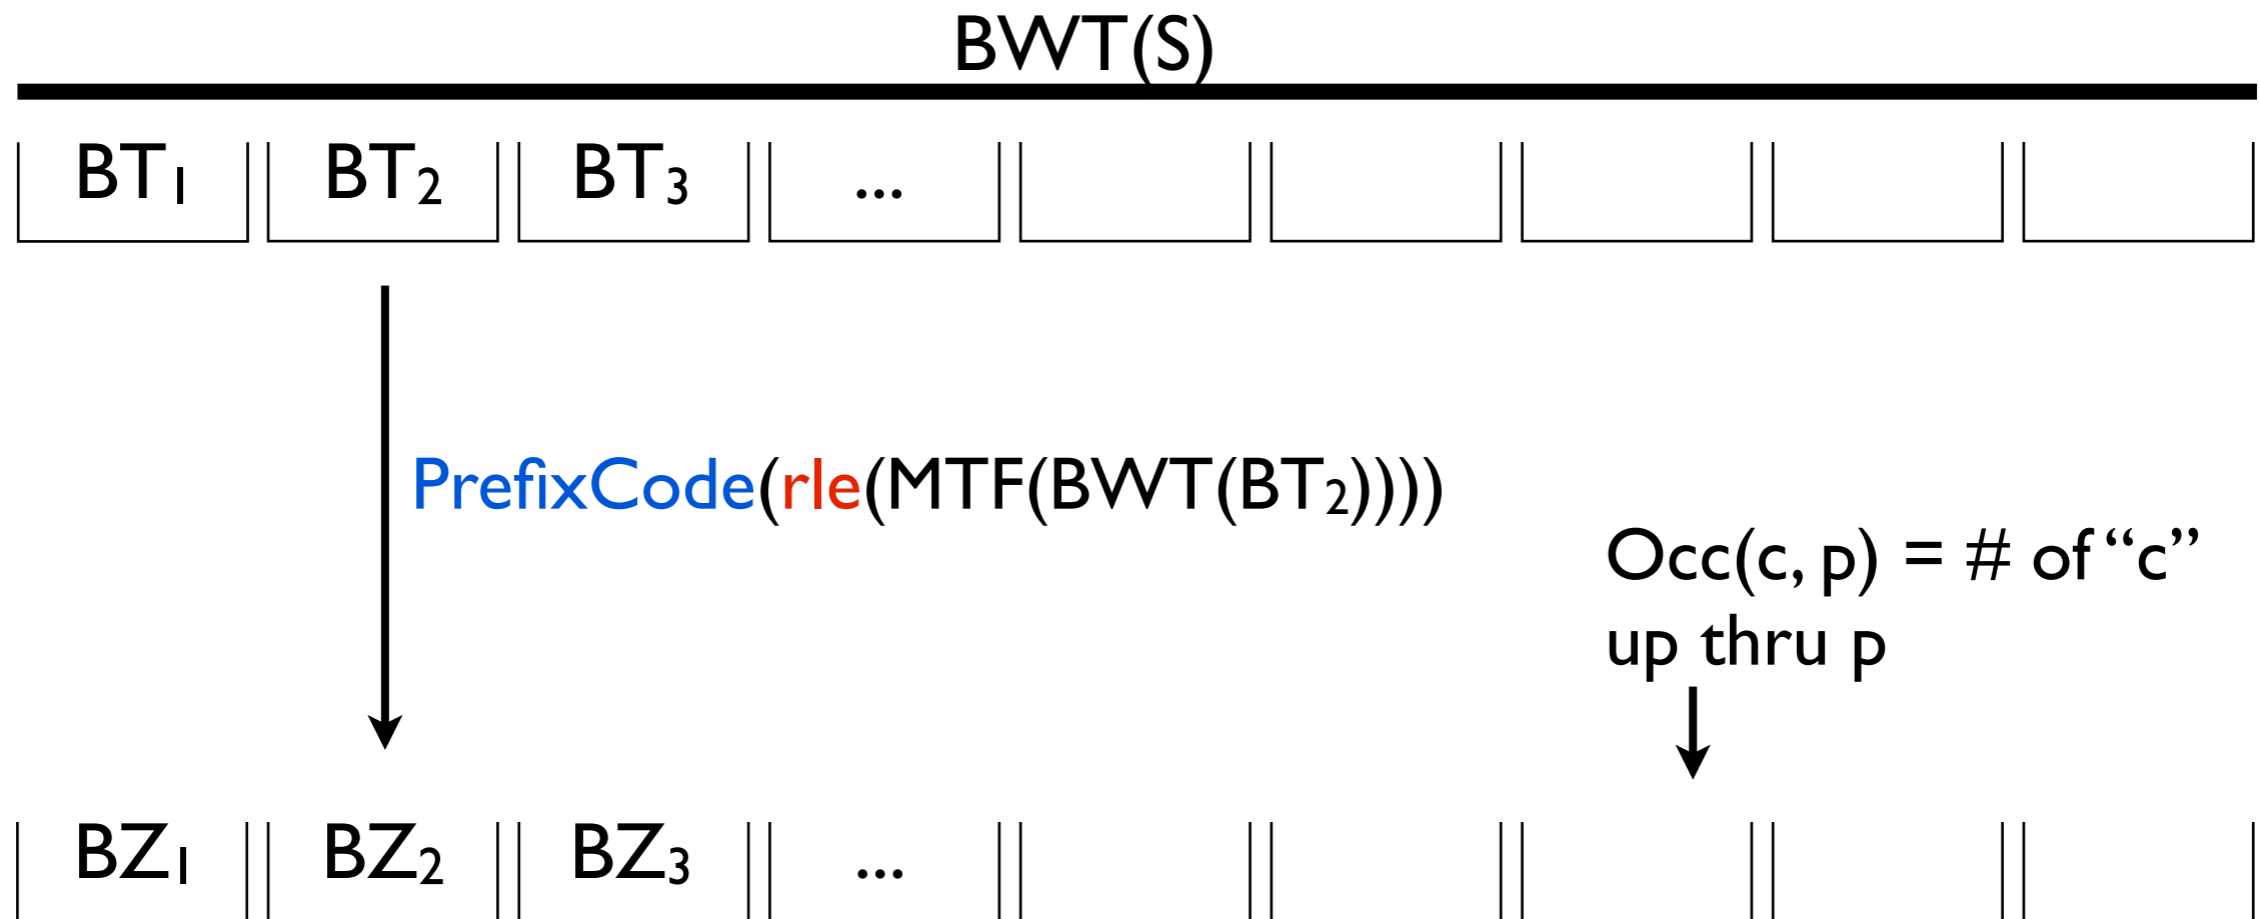 BWT(S)
BT₁ BT₂ BT₃ ...
PrefixCode(rle(MTF(BWT(BT₂))))
Occ(c, p) = # of “c”
up thru p
BZ₁ BZ₂ BZ₃ ...